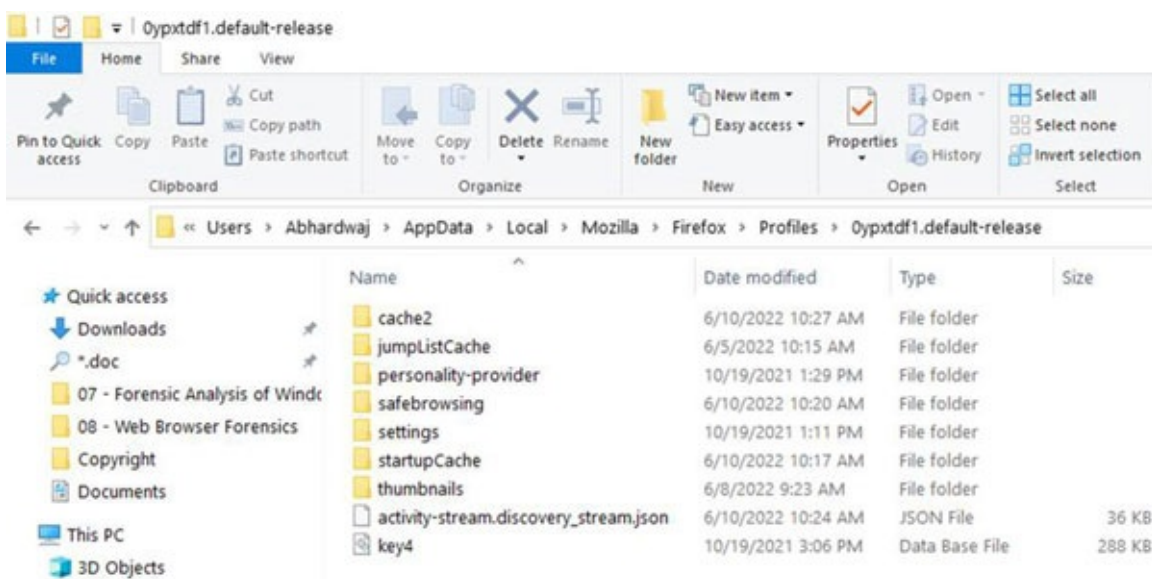 0ypxtdf1.default-release
File Home Share View
Pin to Quick access
Copy
Paste
Cut
Copy path
Paste shortcut
Move to
Copy to
Delete
Rename
New folder
New item
Easy access
Properties
Open
Edit
History
Select all
Select none
Invert selection
Clipboard Organize New Open Select
« Users › Abhardwaj › AppData › Local › Mozilla › Firefox › Profiles › 0ypxtdf1.default-release
Quick access
Downloads
*.doc
07 - Forensic Analysis of Windo
08 - Web Browser Forensics
Copyright
Documents
This PC
3D Objects
Name Date modified Type Size
cache2 6/10/2022 10:27 AM File folder
jumpListCache 6/5/2022 10:15 AM File folder
personality-provider 10/19/2021 1:29 PM File folder
safebrowsing 6/10/2022 10:20 AM File folder
settings 10/19/2021 1:11 PM File folder
startupCache 6/10/2022 10:17 AM File folder
thumbnails 6/8/2022 9:23 AM File folder
activity-stream.discovery_stream.json 6/10/2022 10:24 AM JSON File 36 KB
key4 10/19/2021 3:06 PM Data Base File 288 KB